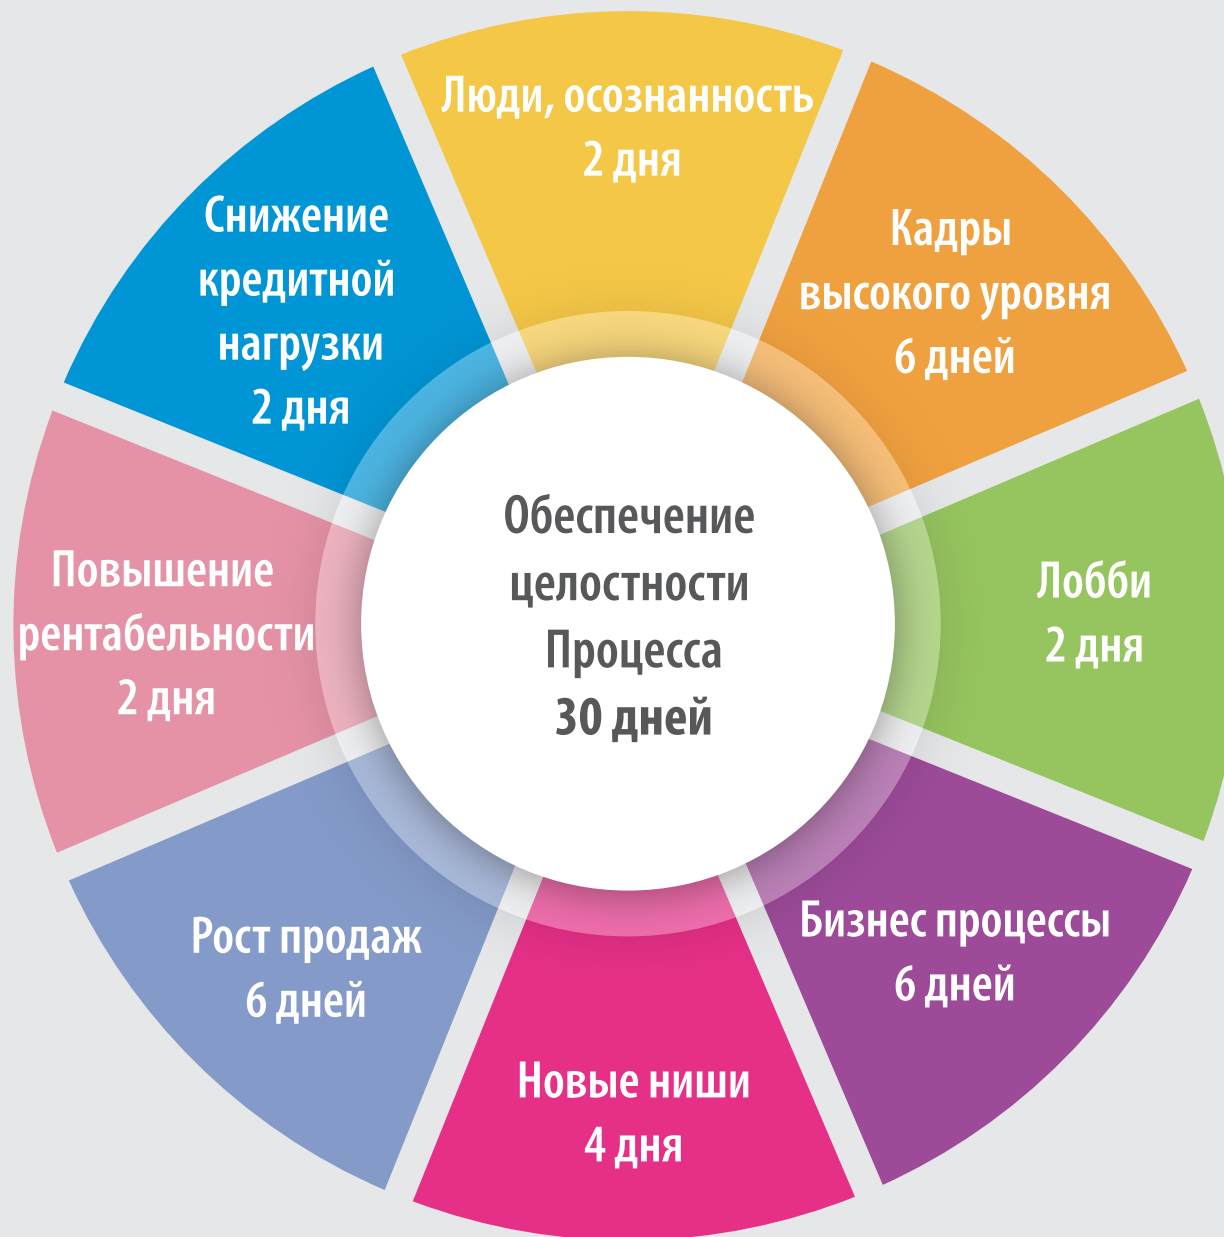 Люди, осознанность
2 дня
Кадры
высокого уровня
6 дней
Лобби
2 дня
Бизнес процессы
6 дней
Новые ниши
4 дня
Рост продаж
6 дней
Повышение
рентабельности
2 дня
Снижение
кредитной
нагрузки
2 дня
Обеспечение
целостности
Процесса
30 дней